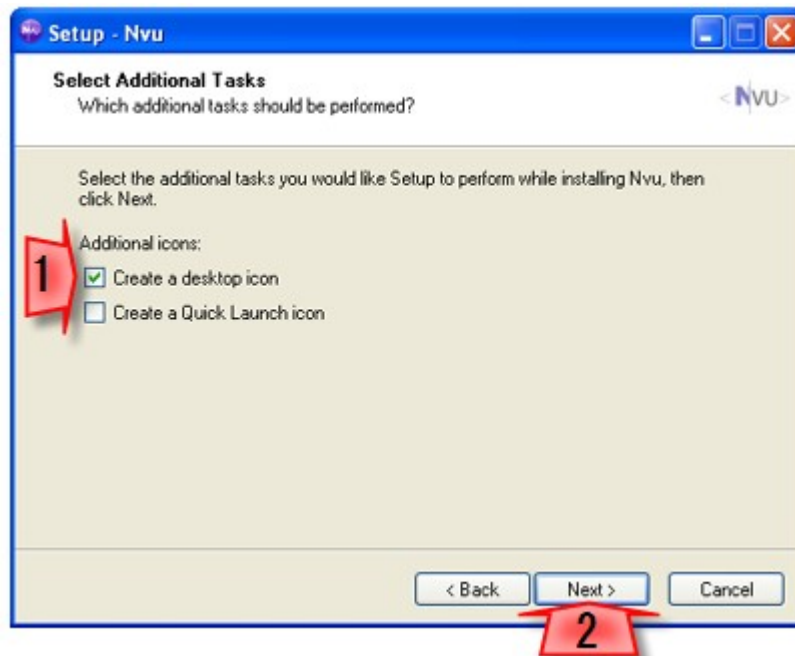 Setup - Nvu
Select Additional Tasks
Which additional tasks should be performed?
<NVU>
Select the additional tasks you would like Setup to perform while installing Nvu, then
click Next.
Additional icons:
1
Create a desktop icon
Create a Quick Launch icon
< Back Next > Cancel
2